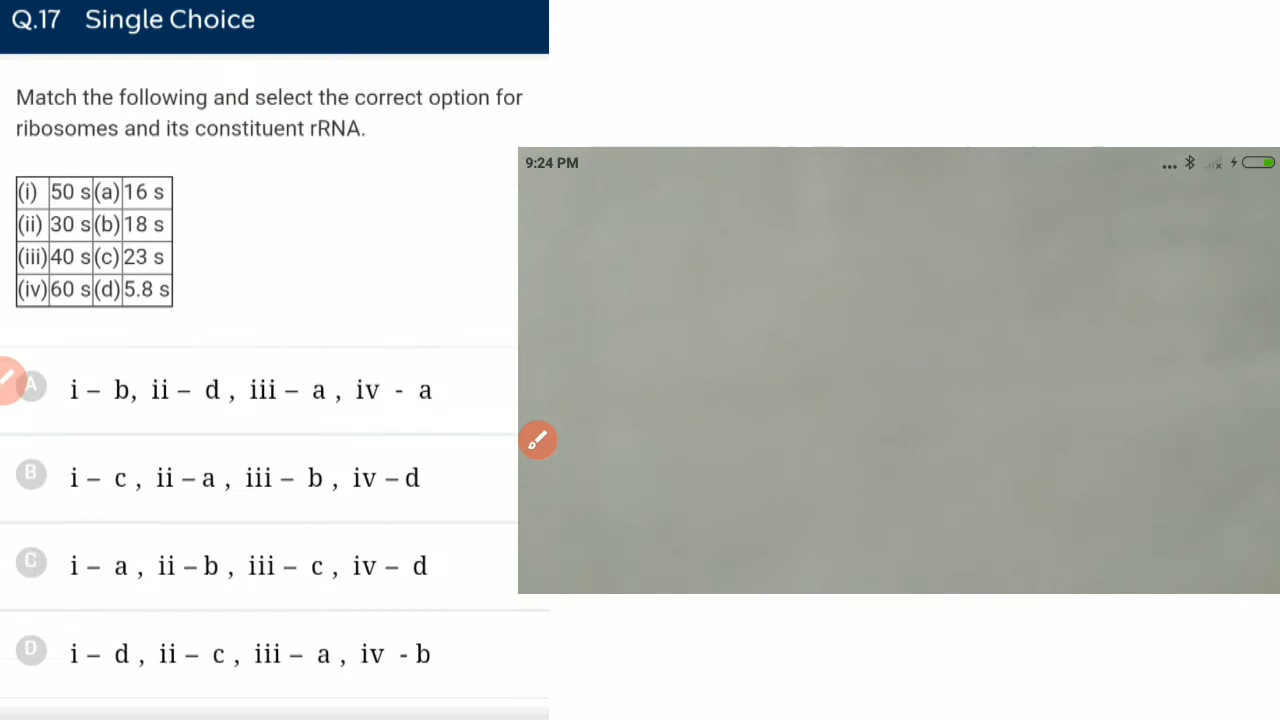 Q.17 Single Choice
Match the following and select the correct option for
ribosomes and its constituent rRNA.
(i) 50 s (a) 16 s
(ii) 30 s (b) 18 s
(iii) 40 s (c) 23 s
(iv) 60 s (d) 5.8 s
A i – b, ii – d , iii – a , iv - a
B i – c , ii – a , iii – b , iv – d
C i – a , ii – b , iii – c , iv – d
D i – d , ii – c , iii – a , iv - b
9:24 PM